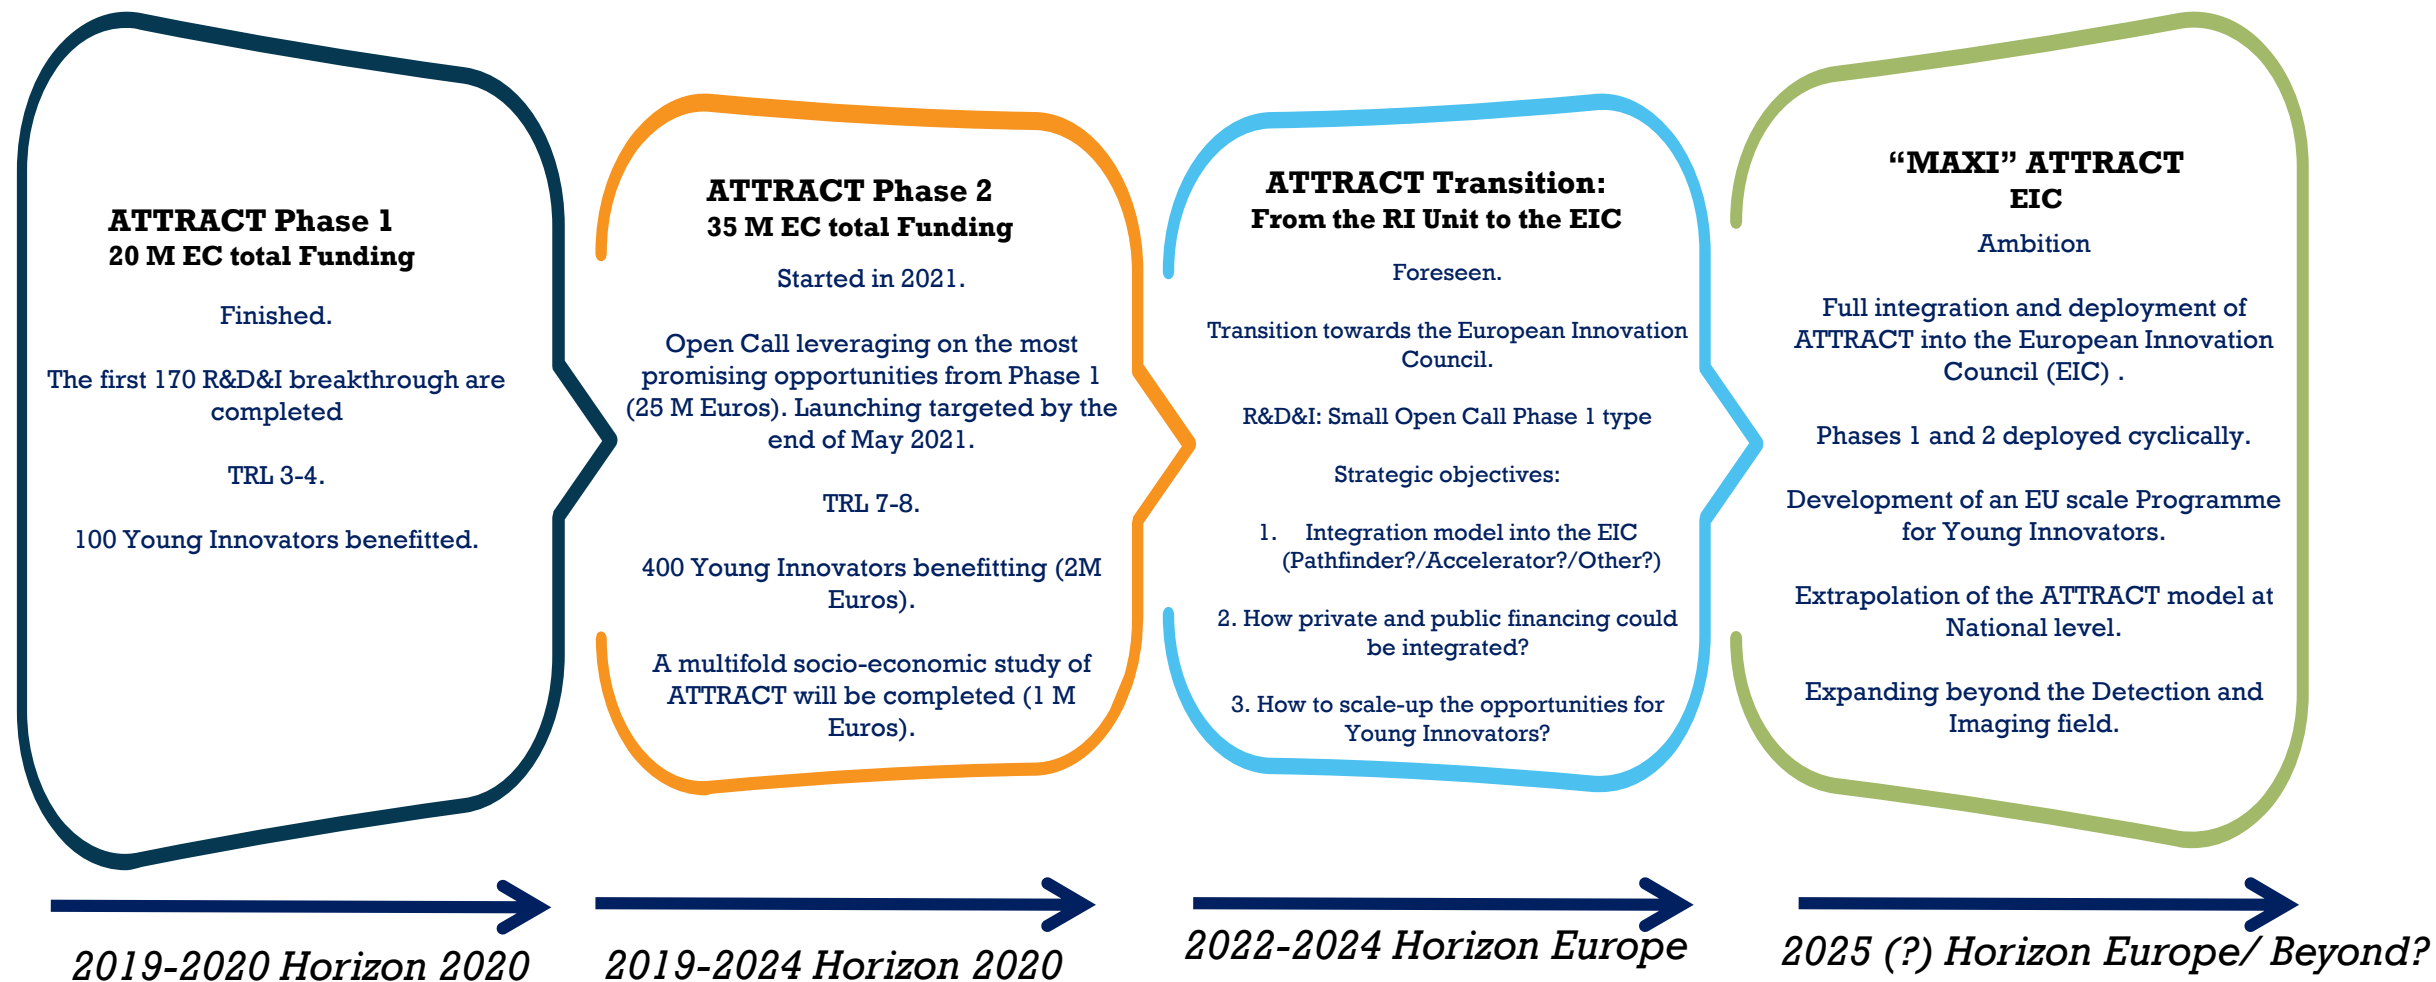 ATTRACT Phase 1
20 M EC total Funding
Finished.
The first 170 R&D&I breakthrough are
completed
TRL 3-4.
100 Young Innovators benefitted.
ATTRACT Phase 2
35 M EC total Funding
Started in 2021.
Open Call leveraging on the most
promising opportunities from Phase 1
(25 M Euros). Launching targeted by the
end of May 2021.
TRL 7-8.
400 Young Innovators benefitting (2M
Euros).
A multifold socio-economic study of
ATTRACT will be completed (1 M
Euros).
ATTRACT Transition:
From the RI Unit to the EIC
Foreseen.
Transition towards the European Innovation
Council.
R&D&I: Small Open Call Phase 1 type
Strategic objectives:
1. Integration model into the EIC
(Pathfinder?/Accelerator?/Other?)
2. How private and public financing could
be integrated?
3. How to scale-up the opportunities for
Young Innovators?
“MAXI” ATTRACT
EIC
Ambition
Full integration and deployment of
ATTRACT into the European Innovation
Council (EIC) .
Phases 1 and 2 deployed cyclically.
Development of an EU scale Programme
for Young Innovators.
Extrapolation of the ATTRACT model at
National level.
Expanding beyond the Detection and
Imaging field.
2019-2020 Horizon 2020
2019-2024 Horizon 2020
2022-2024 Horizon Europe
2025 (?) Horizon Europe/ Beyond?